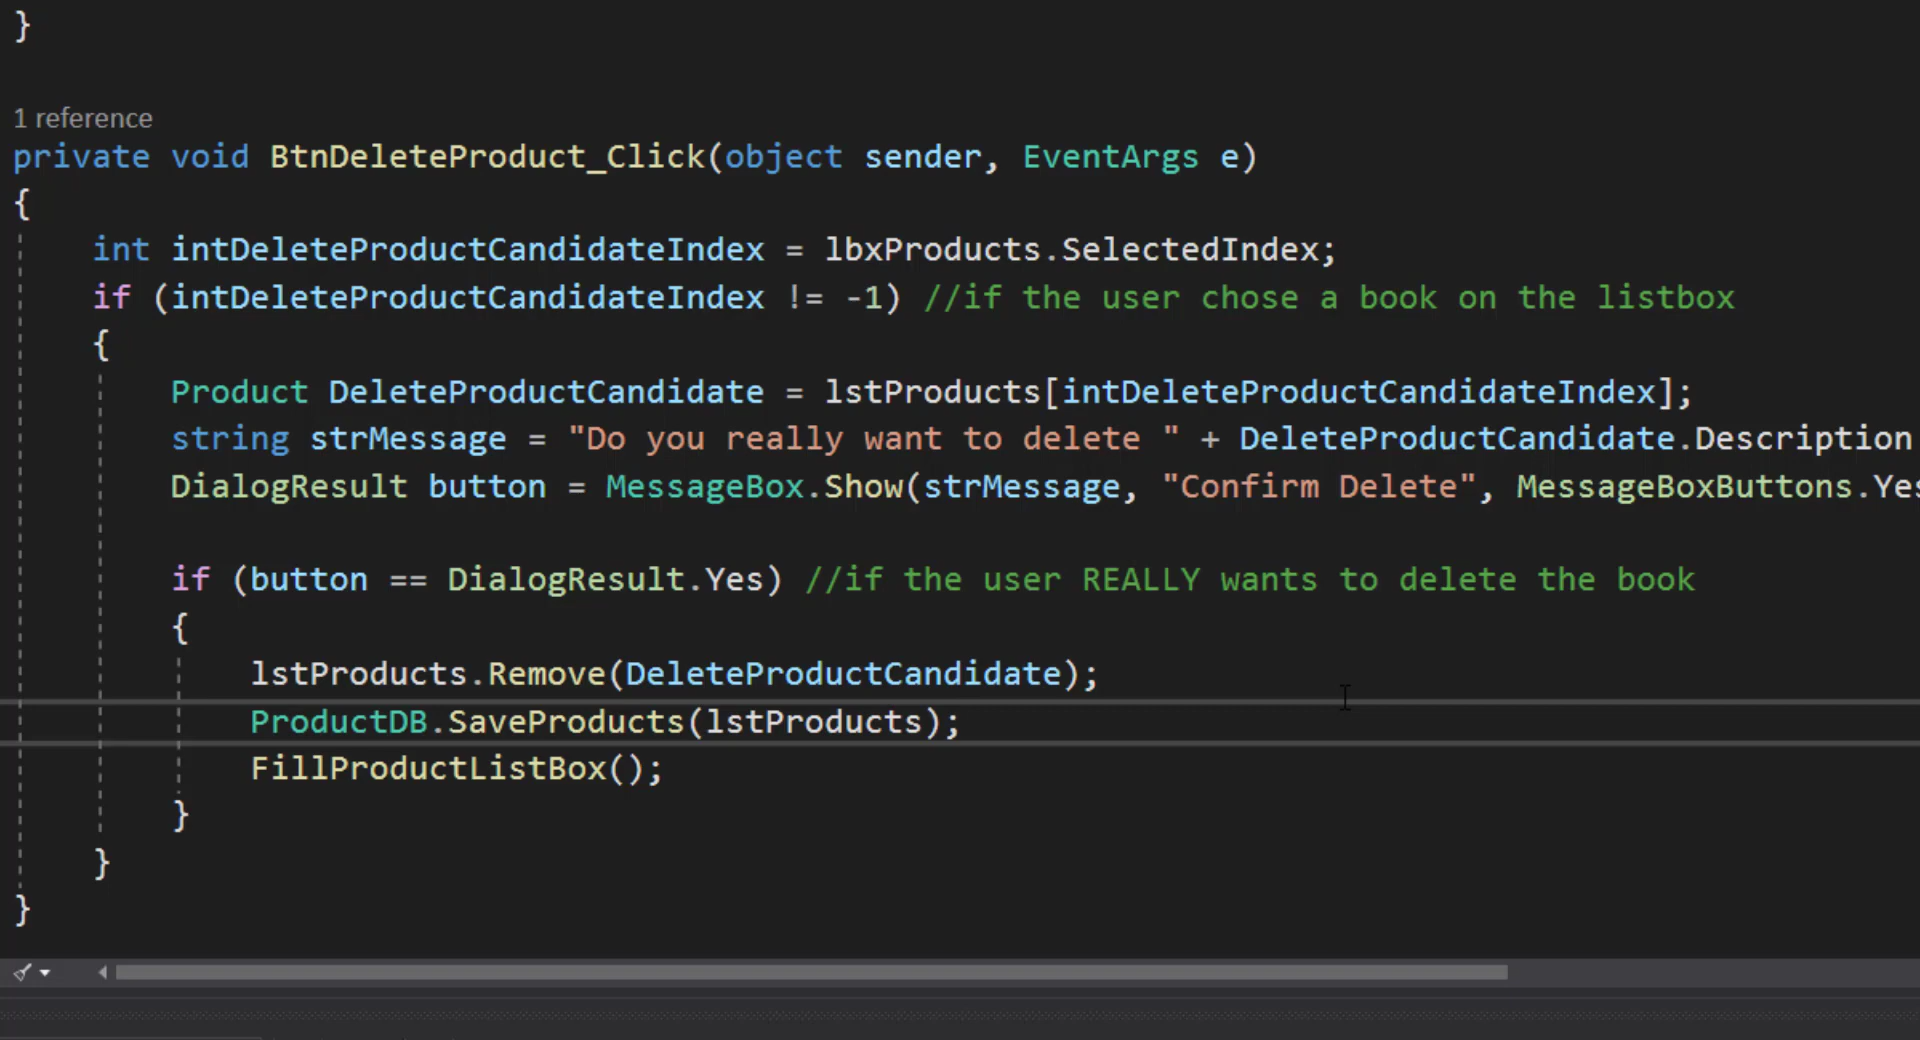 }
1 reference
private void BtnDeleteProduct_Click(object sender, EventArgs e)
{
int intDeleteProductCandidateIndex = lbxProducts.SelectedIndex;
if (intDeleteProductCandidateIndex != -1) //if the user chose a book on the listbox
{
Product DeleteProductCandidate = lstProducts[intDeleteProductCandidateIndex];
string strMessage = "Do you really want to delete " + DeleteProductCandidate.Description
DialogResult button = MessageBox.Show(strMessage, "Confirm Delete", MessageBoxButtons.Yes
if (button == DialogResult.Yes) //if the user REALLY wants to delete the book
{
lstProducts.Remove(DeleteProductCandidate);
ProductDB.SaveProducts(lstProducts);
FillProductListBox();
}
}
}